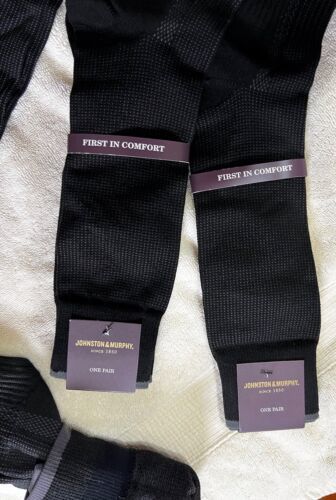 FIRST IN COMFORT
FIRST IN COMFORT
JOHNSTON & MURPHY.
SINCE 1850
ONE PAIR
JOHNSTON & MURPHY.
SINCE 1850
ONE PAIR